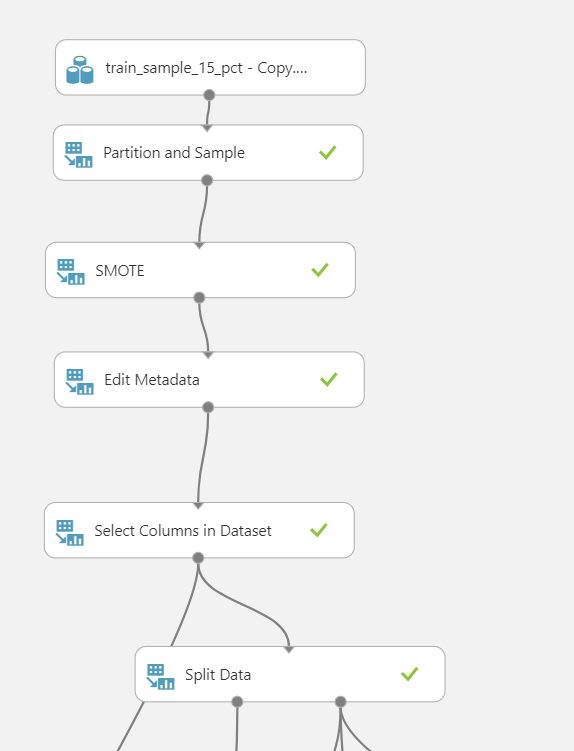 train_sample_15_pct - Copy....
Partition and Sample
SMOTE
Edit Metadata
Select Columns in Dataset
Split Data